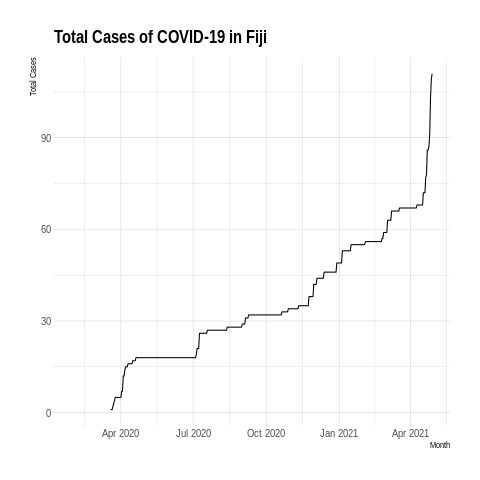 Total Cases of COVID-19 in Fiji
Total Cases
90
60
30
0
Apr 2020 Jul 2020 Oct 2020 Jan 2021 Apr 2021
Month